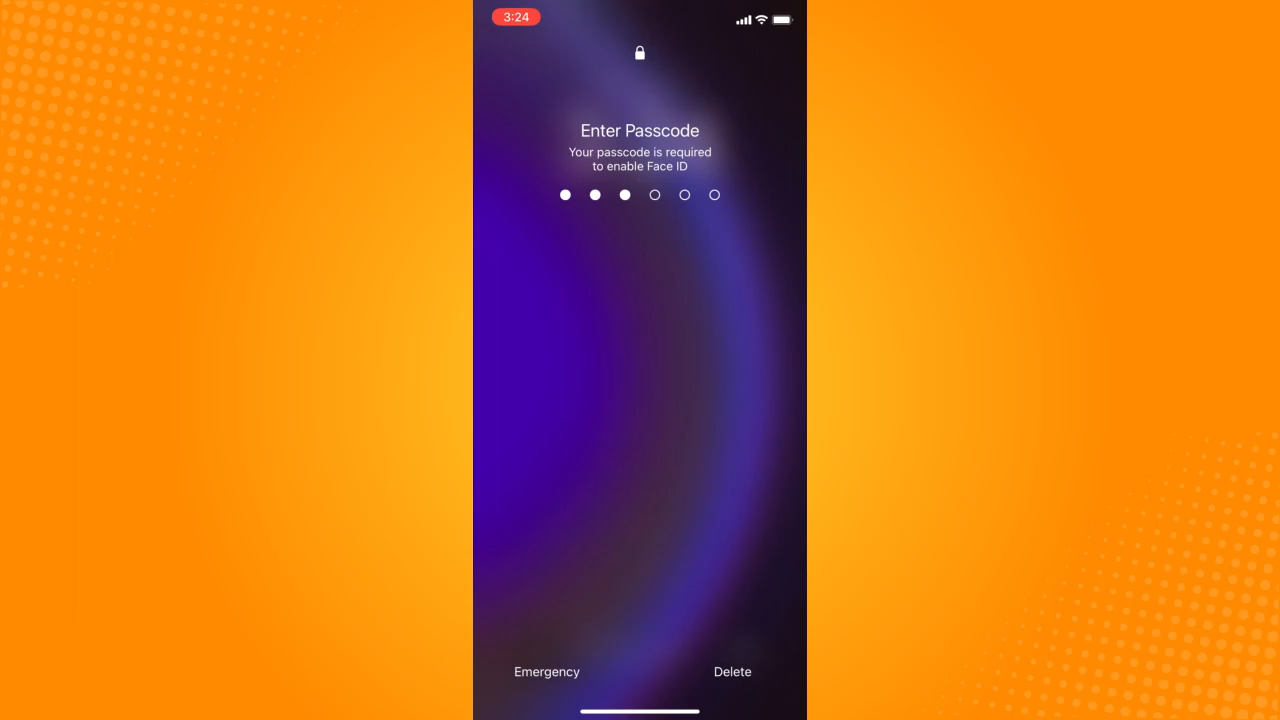 3:24
Enter Passcode
Your passcode is required
to enable Face ID
Emergency
Delete